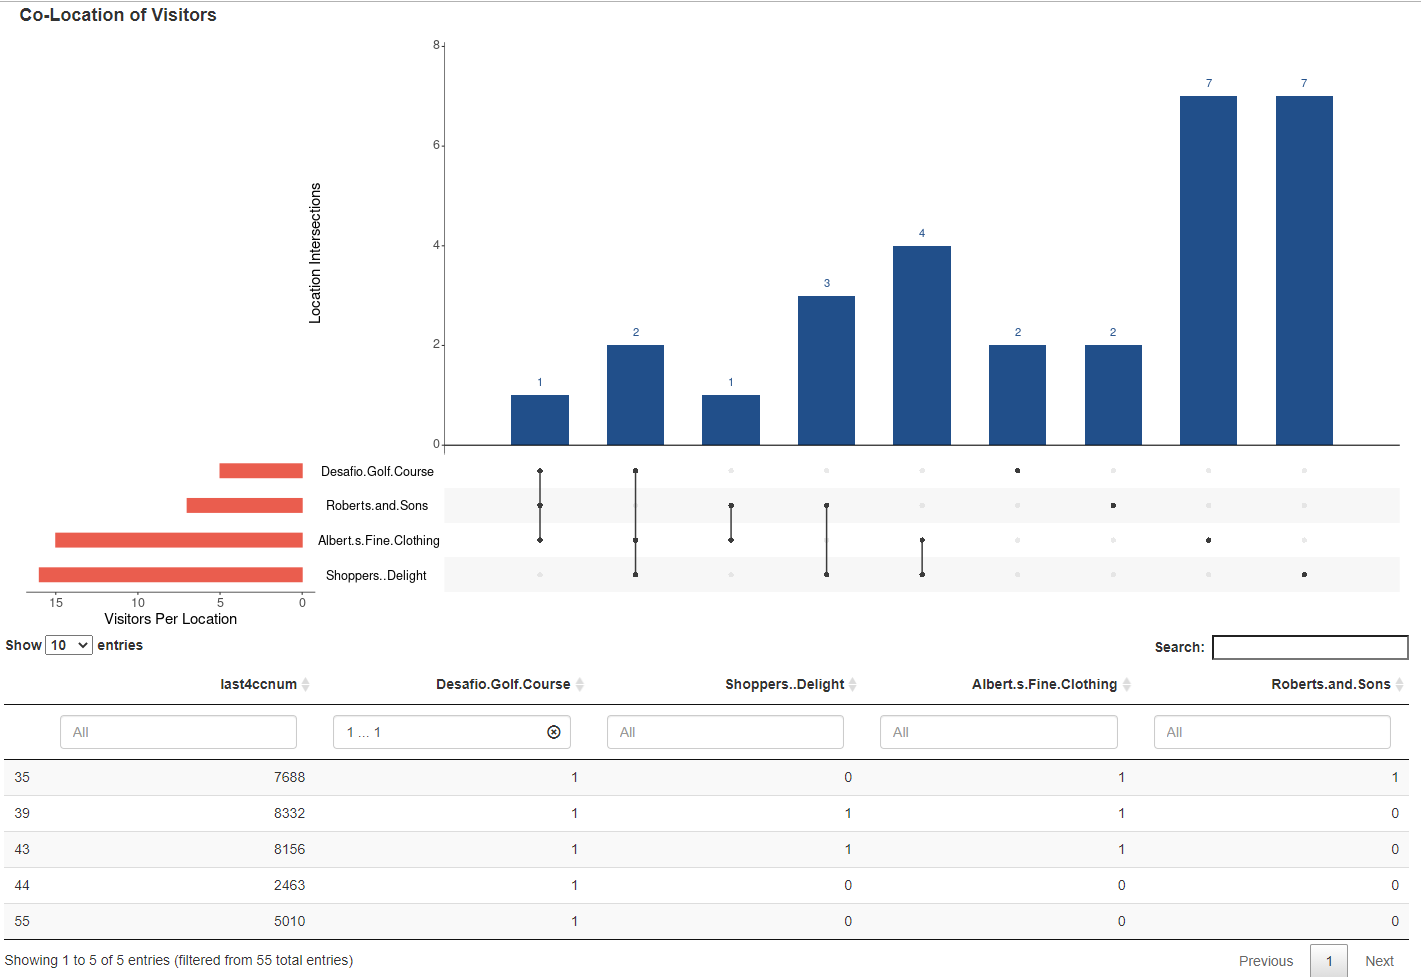 Co-Location of Visitors
8
6
4
2
0
Location Intersections
1
2
1
3
4
2
2
7
7
Desafio.Golf.Course
Roberts.and.Sons
Albert.s.Fine.Clothing
Shoppers..Delight
15 10 5 0
Visitors Per Location
Show 10 entries
Search:
last4ccnum Desafio.Golf.Course Shoppers..Delight Albert.s.Fine.Clothing Roberts.and.Sons
All 1 ... 1 All All All
35 7688 1 0 1 1
39 8332 1 1 1 0
43 8156 1 1 1 0
44 2463 1 0 0 0
55 5010 1 0 0 0
Showing 1 to 5 of 5 entries (filtered from 55 total entries)
Previous 1 Next